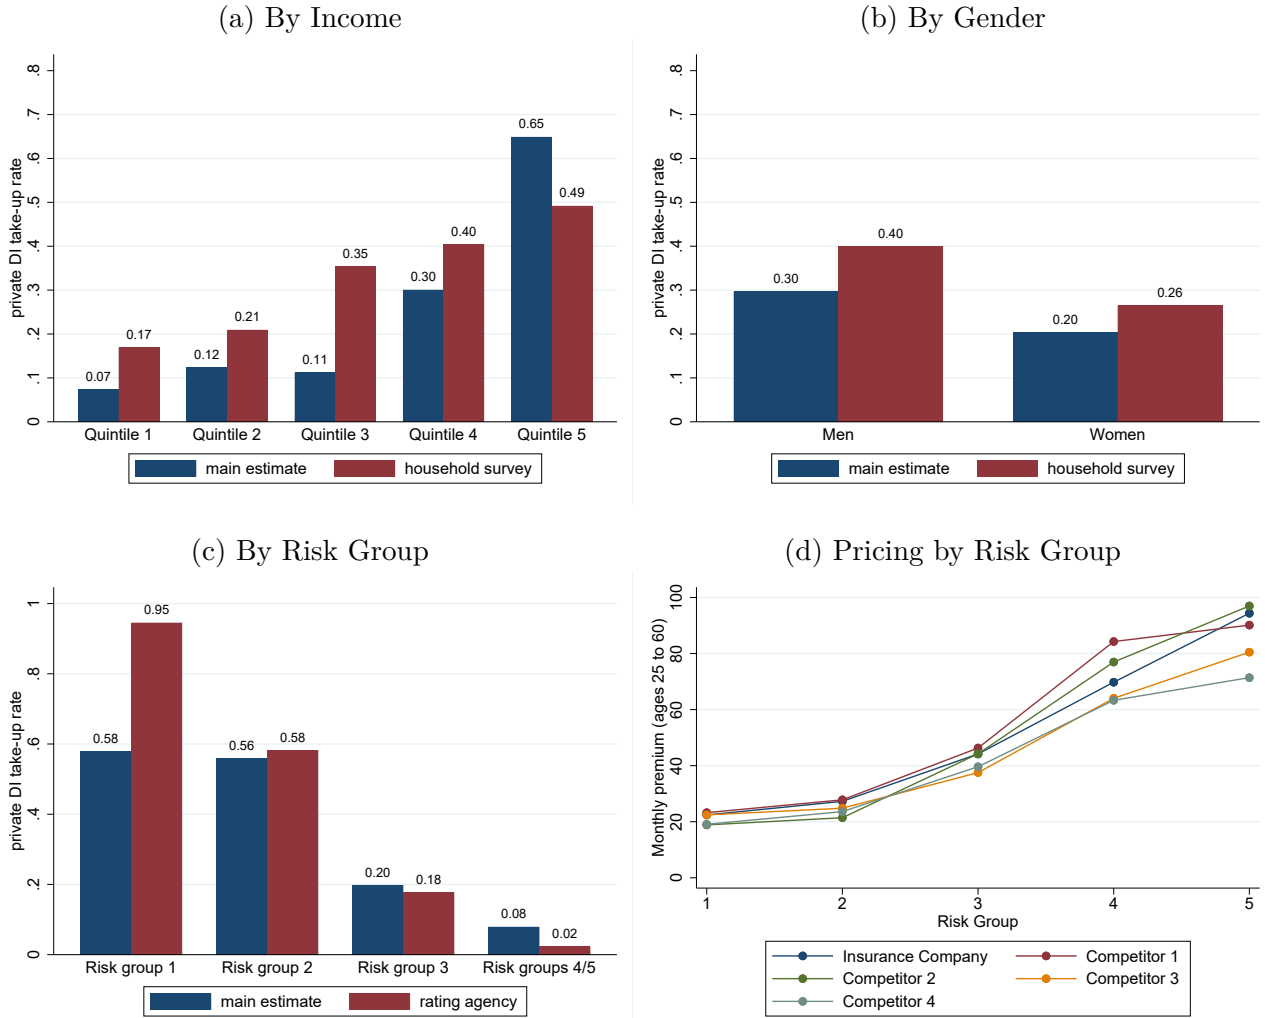 (a) By Income
private DI take-up rate
0 .1 .2 .3 .4 .5 .6 .7 .8
0.07 0.17 0.12 0.21 0.11 0.35 0.30 0.40 0.65 0.49
Quintile 1 Quintile 2 Quintile 3 Quintile 4 Quintile 5
main estimate household survey
(b) By Gender
private DI take-up rate
0 .1 .2 .3 .4 .5 .6 .7 .8
0.30 0.40 0.20 0.26
Men Women
main estimate household survey
(c) By Risk Group
private DI take-up rate
0 .2 .4 .6 .8 1
0.58 0.95 0.56 0.58 0.20 0.18 0.08 0.02
Risk group 1 Risk group 2 Risk group 3 Risk groups 4/5
main estimate rating agency
(d) Pricing by Risk Group
Monthly premium (ages 25 to 60)
0 20 40 60 80 100
1 2 3 4 5
Risk Group
Insurance Company Competitor 1
Competitor 2 Competitor 3
Competitor 4